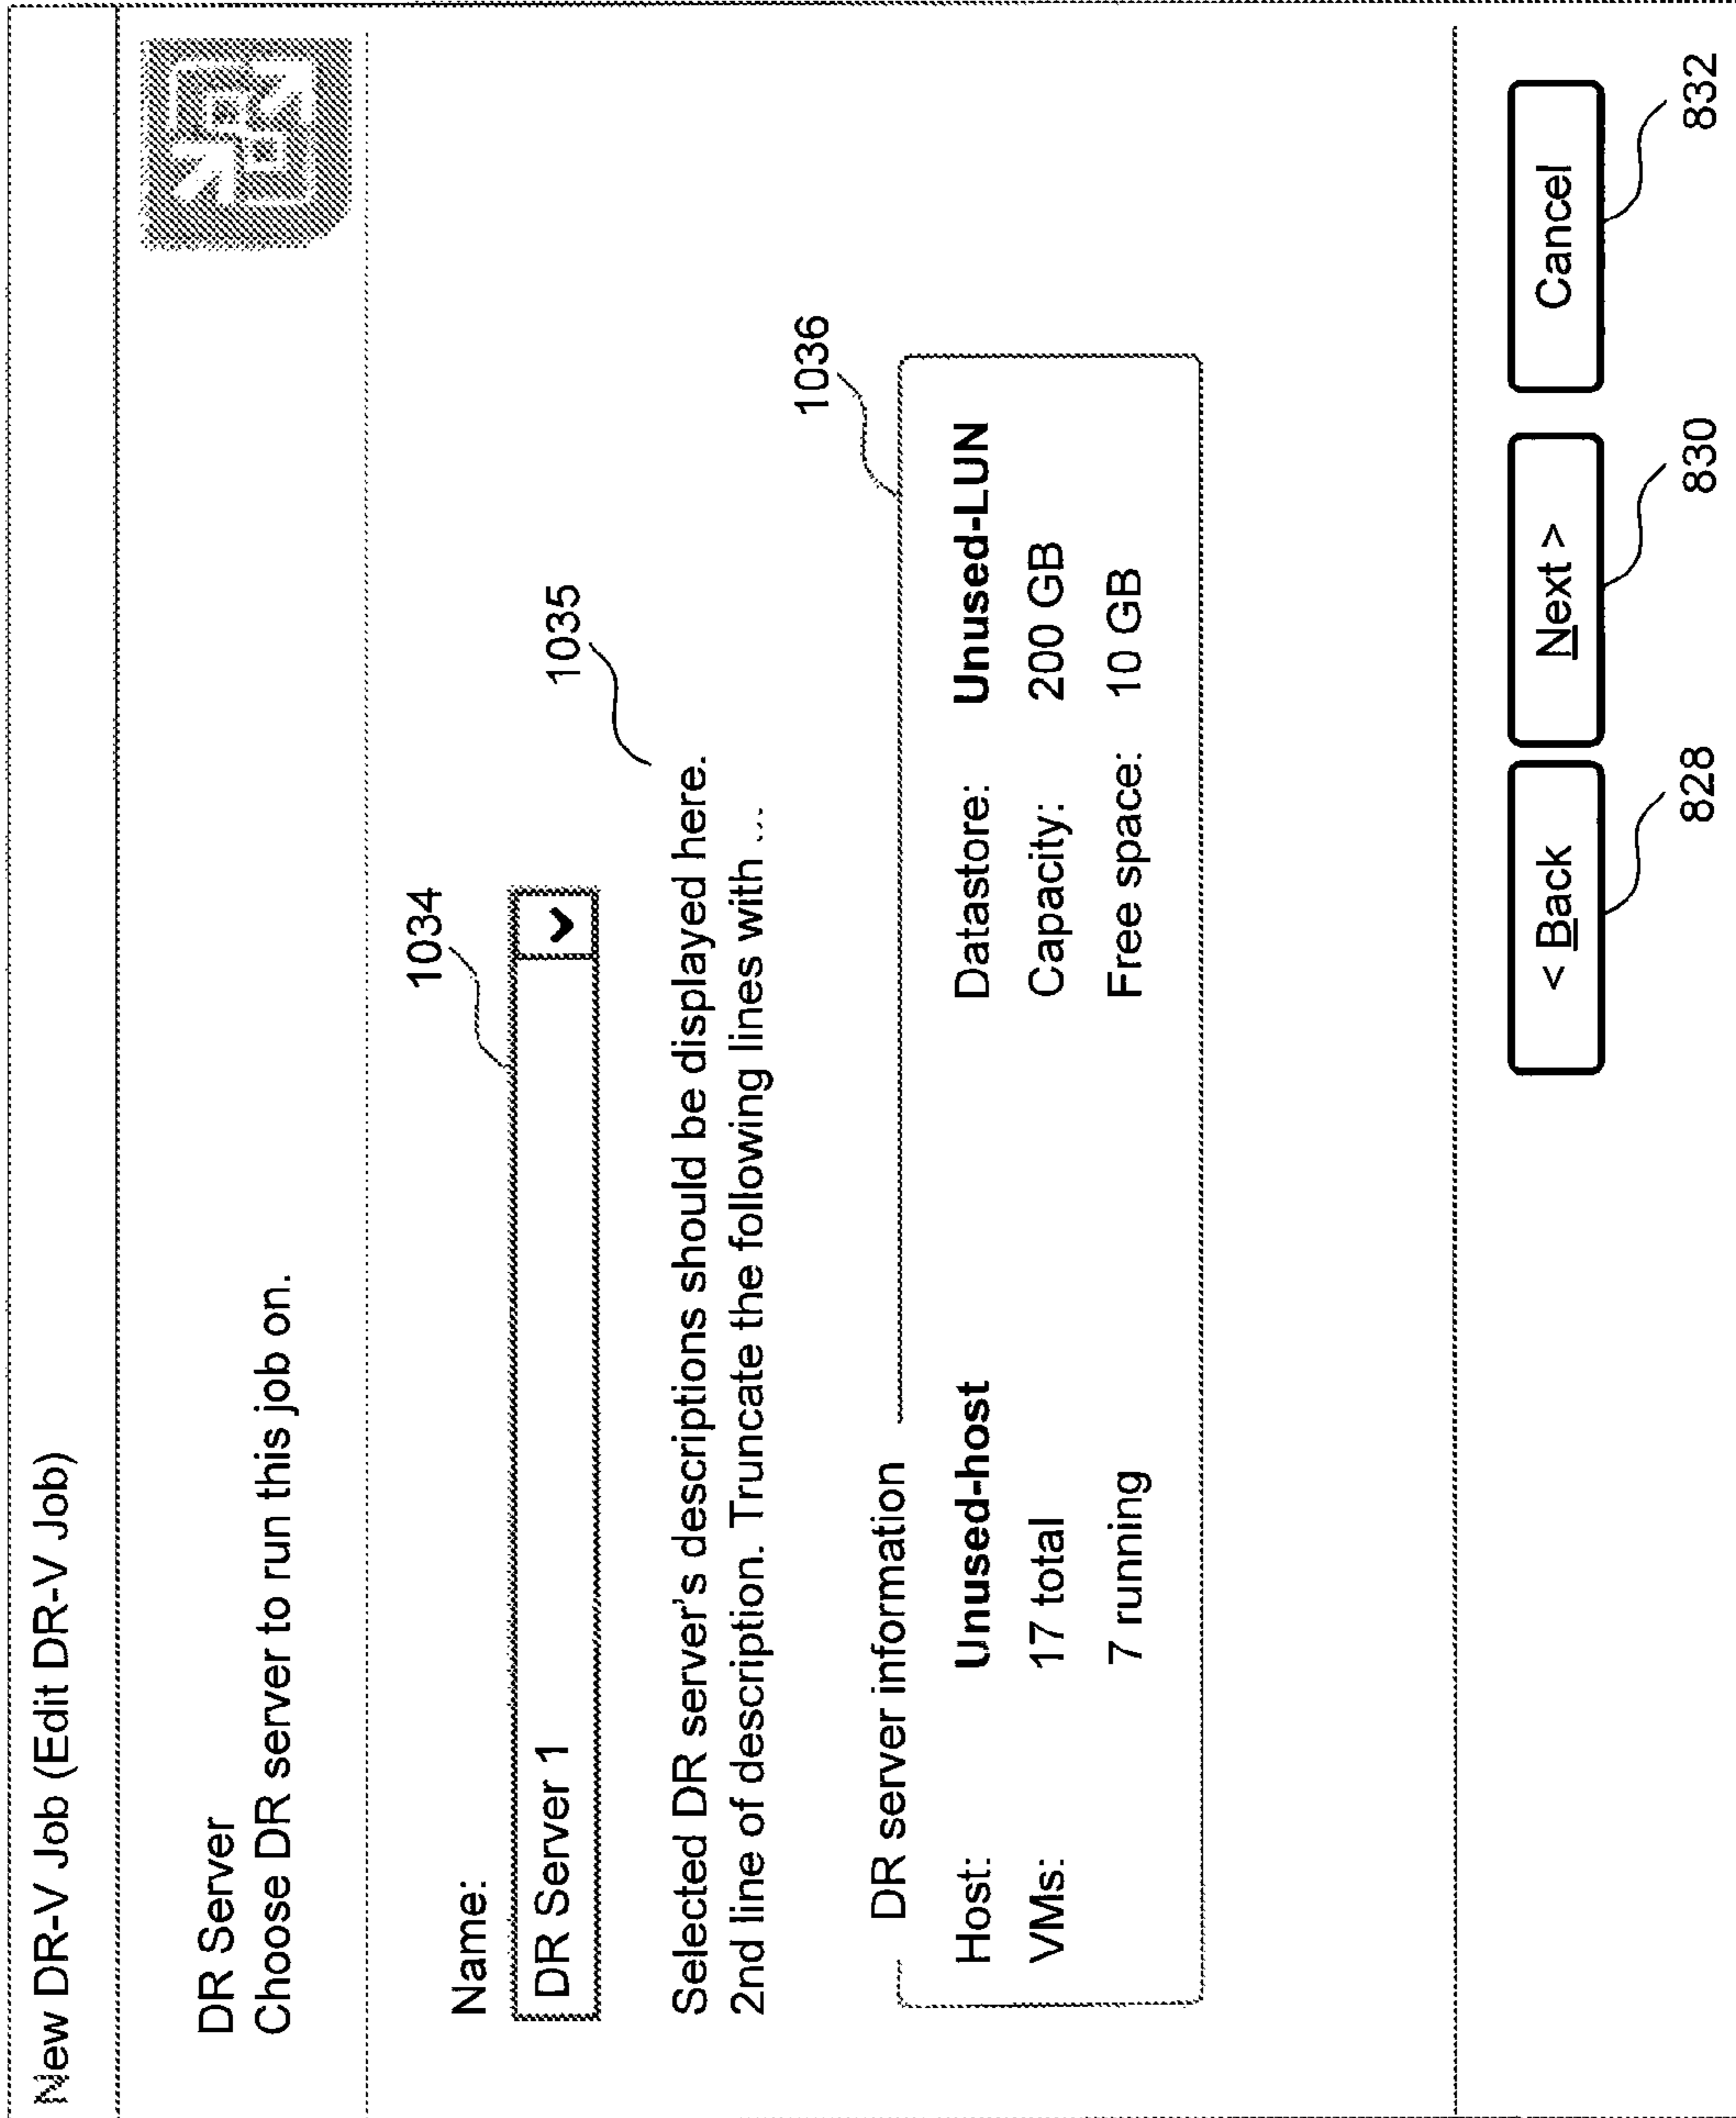 New DR-V Job (Edit DR-V Job)
DR Server
Choose DR server to run this job on.
Name:
1034
DR Server 1
1035
Selected DR server's descriptions should be displayed here.
2nd line of description. Truncate the following lines with ...
1036
DR server information
Host: Unused-host Datastore: Unused-LUN
VMs: 17 total Capacity: 200 GB
7 running Free space: 10 GB
< Back Next > Cancel
828 830 832